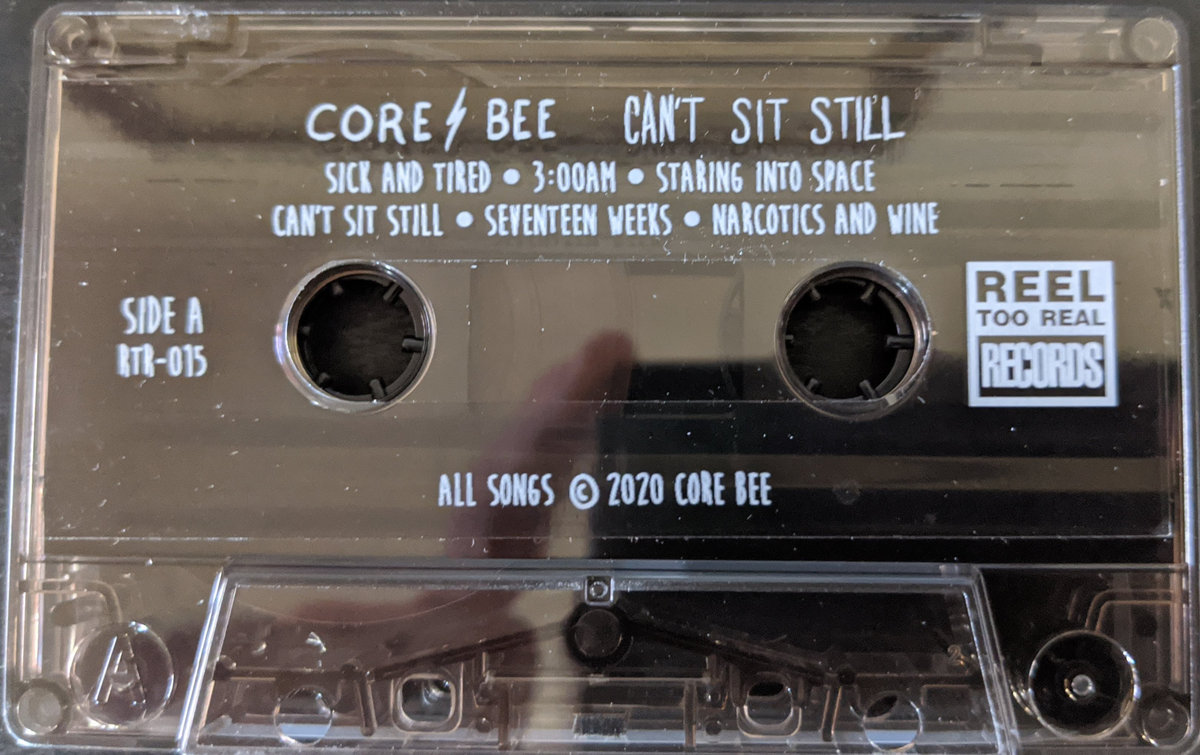 CORE⚡BEE CAN'T SIT STILL
SICK AND TIRED • 3:00AM • STARING INTO SPACE
CAN'T SIT STILL • SEVENTEEN WEEKS • NARCOTICS AND WINE
SIDE A
RTR-015
REEL
TOO REAL
RECORDS
ALL SONGS © 2020 CORE BEE
A